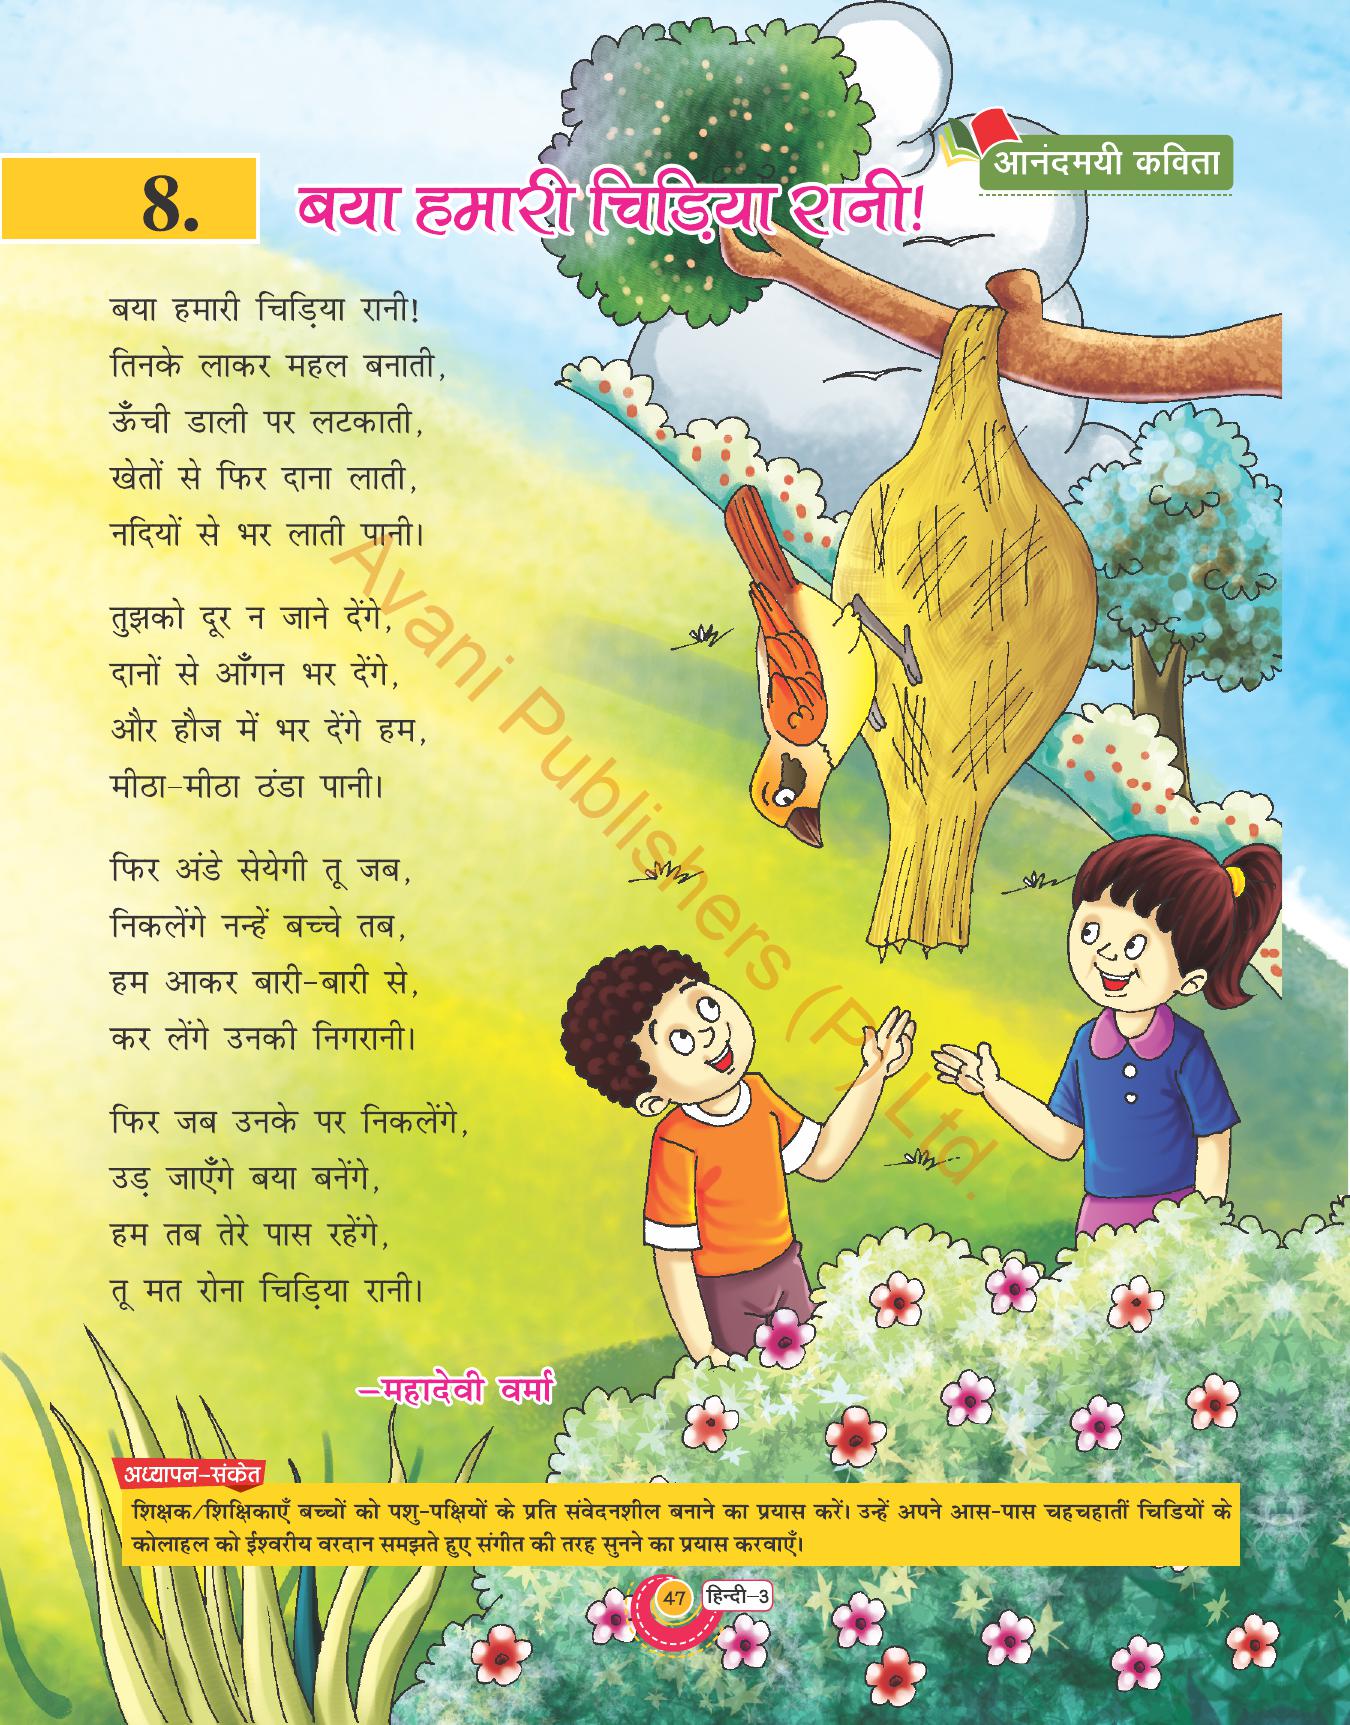 आनंदमयी कविता
8.
बया हमारी चिड़िया रानी!
बया हमारी चिड़िया रानी!
तिनके लाकर महल बनाती,
ऊँची डाली पर लटकाती,
खेतों से फिर दाना लाती,
नदियों से भर लाती पानी।
तुझको दूर न जाने देंगे,
दानों से आँगन भर देंगे,
और हौज में भर देंगे हम,
मीठा-मीठा ठंडा पानी।
फिर अंडे सेयेगी तू जब,
निकलेंगे नन्हें बच्चे तब,
हम आकर बारी-बारी से,
कर लेंगे उनकी निगरानी।
फिर जब उनके पर निकलेंगे,
उड़ जाएँगे बया बनेंगे,
हम तब तेरे पास रहेंगे,
तू मत रोना चिड़िया रानी।
-महादेवी वर्मा
Avani Publishers (P) Ltd.
अध्यापन-संकेत
शिक्षक/शिक्षिकाएँ बच्चों को पशु-पक्षियों के प्रति संवेदनशील बनाने का प्रयास करें। उन्हें अपने आस-पास चहचहातीं चिडियों के
कोलाहल को ईश्वरीय वरदान समझते हुए संगीत की तरह सुनने का प्रयास करवाएँ।
47
हिन्दी-3